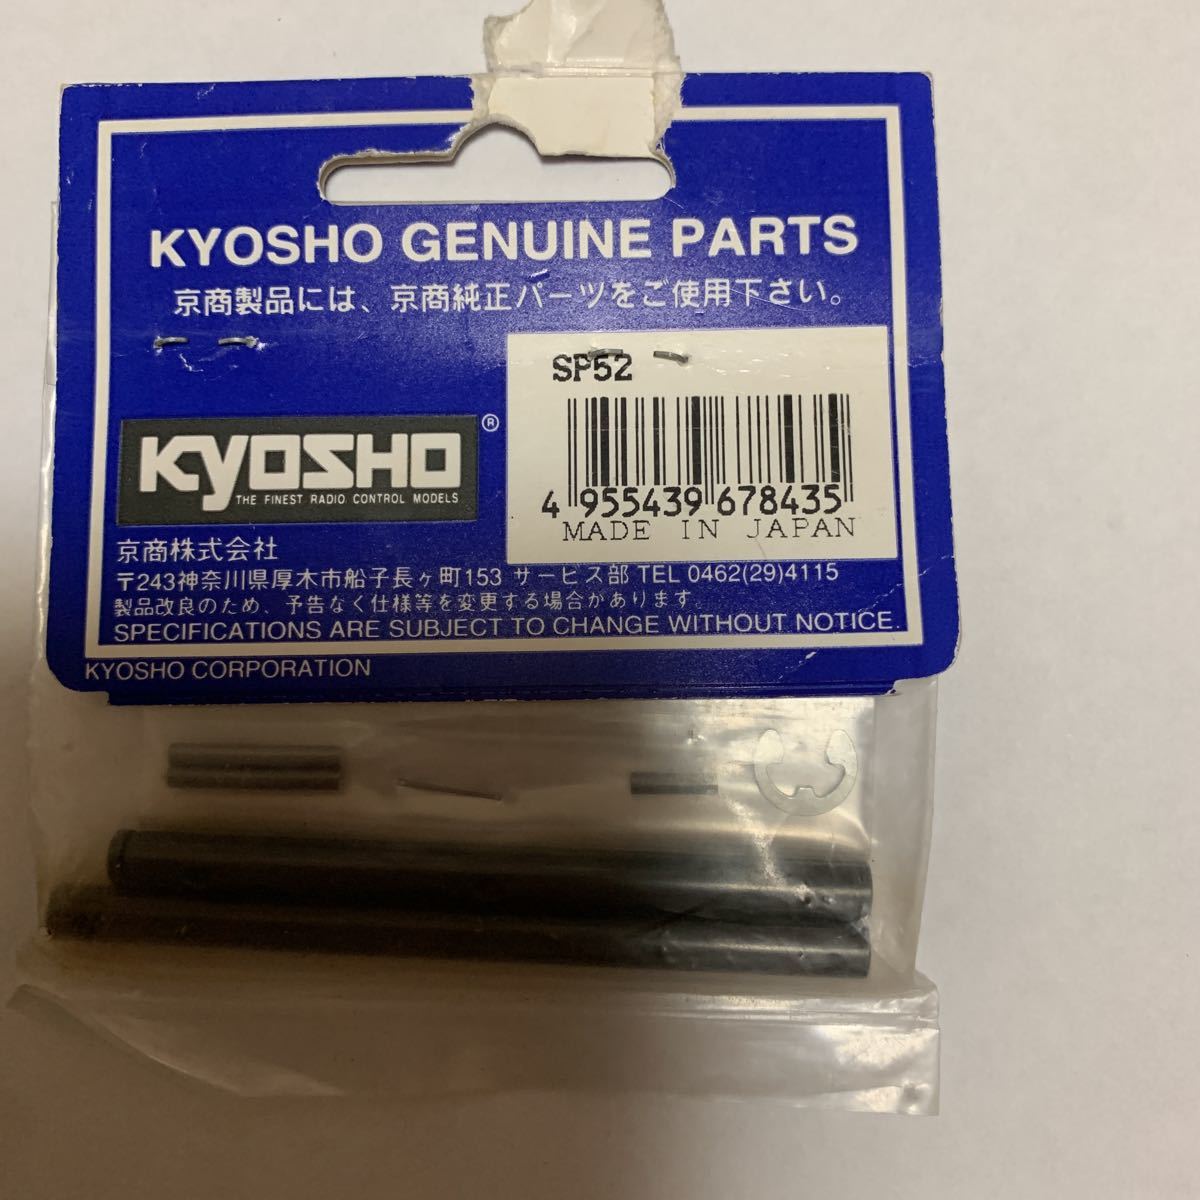 KYOSHO GENUINE PARTS
京商製品には、京商純正パーツをご使用下さい。
SP52
KYOSHO®
THE FINEST RADIO CONTROL MODELS
4 955439 678435
MADE IN JAPAN
京商株式会社
〒243神奈川県厚木市船子長ヶ町153 サービス部 TEL 0462(29)4115
製品改良のため、予告なく仕様等を変更する場合があります。
SPECIFICATIONS ARE SUBJECT TO CHANGE WITHOUT NOTICE.
KYOSHO CORPORATION